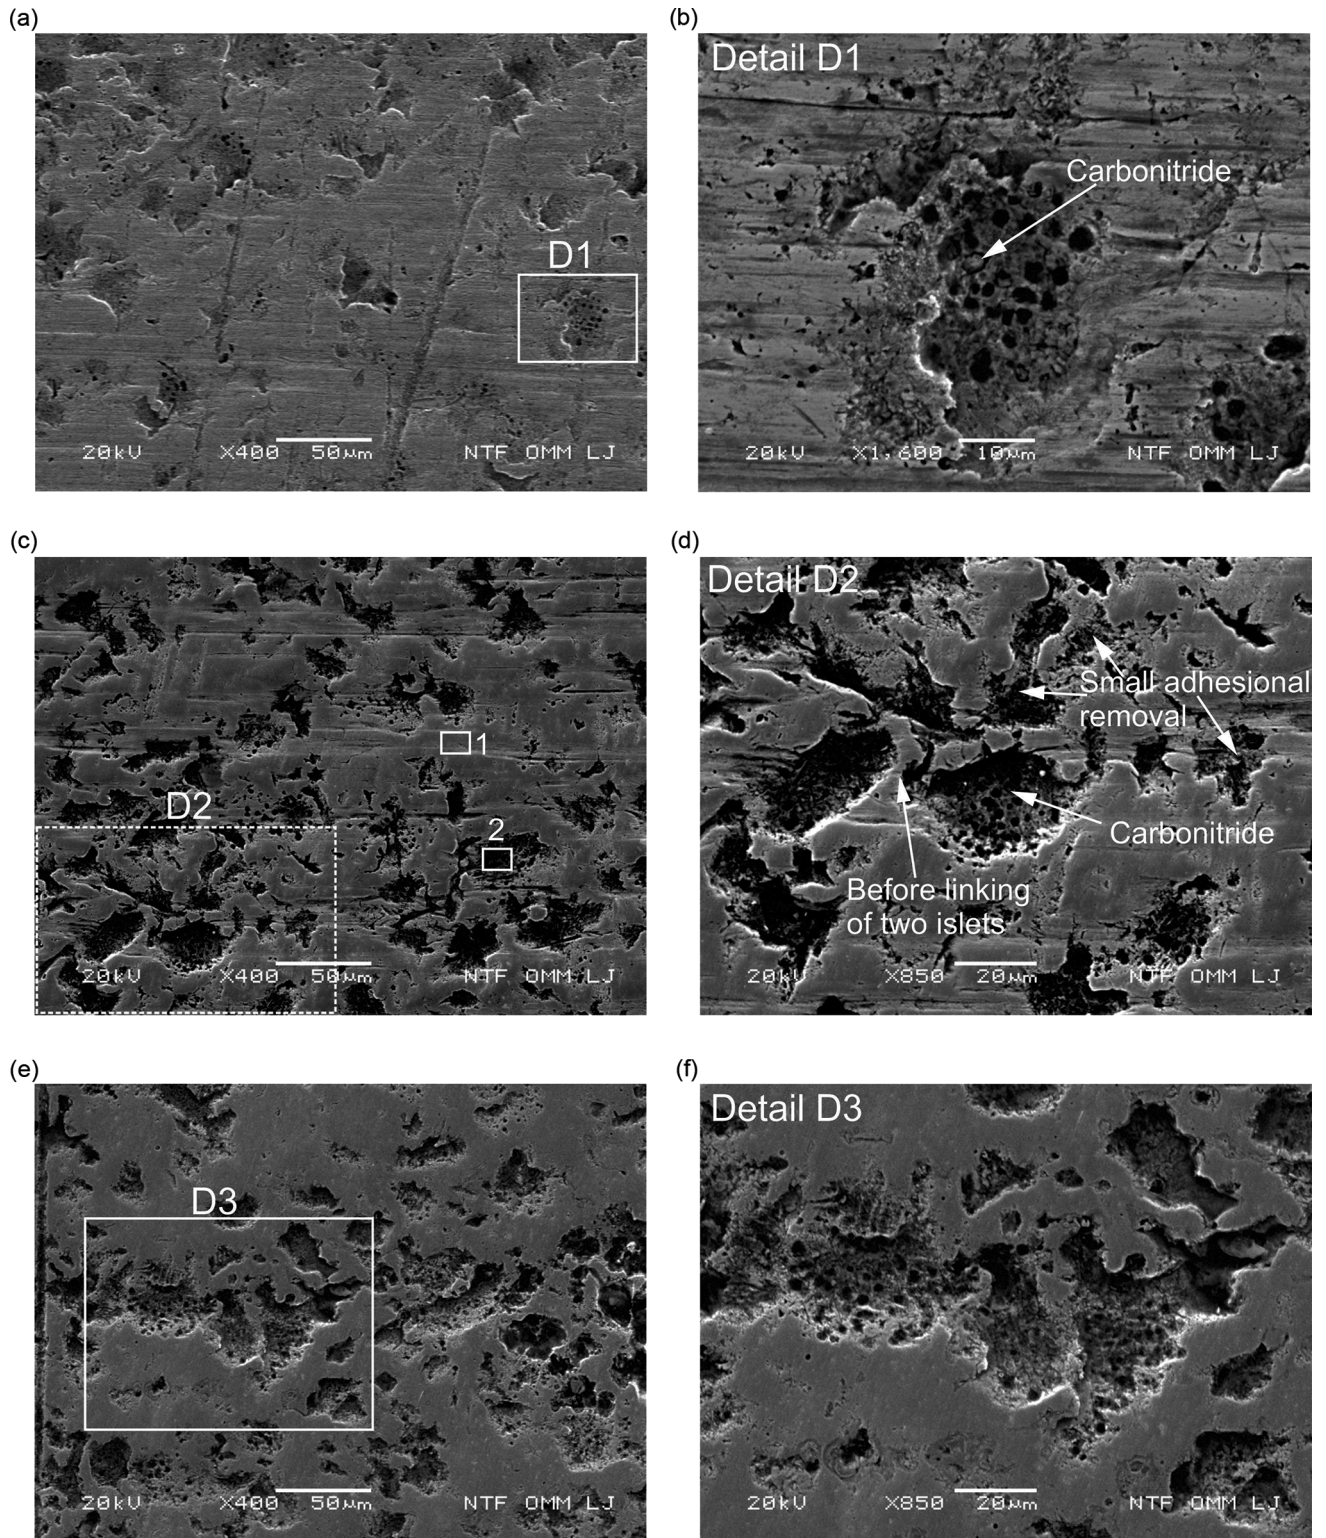 (a)
(b)
D1
20kV X400 50μm NTF OMM LJ
Detail D1
Carbonitride
20kV X1,600 10μm NTF OMM LJ
(c)
(d)
1
D2
2
20kV X400 50μm NTF OMM LJ
Detail D2
Small adhesional
removal
Carbonitride
Before linking
of two islets
20kV X850 20μm NTF OMM LJ
(e)
(f)
D3
20kV X400 50μm NTF OMM LJ
Detail D3
20kV X850 20μm NTF OMM LJ